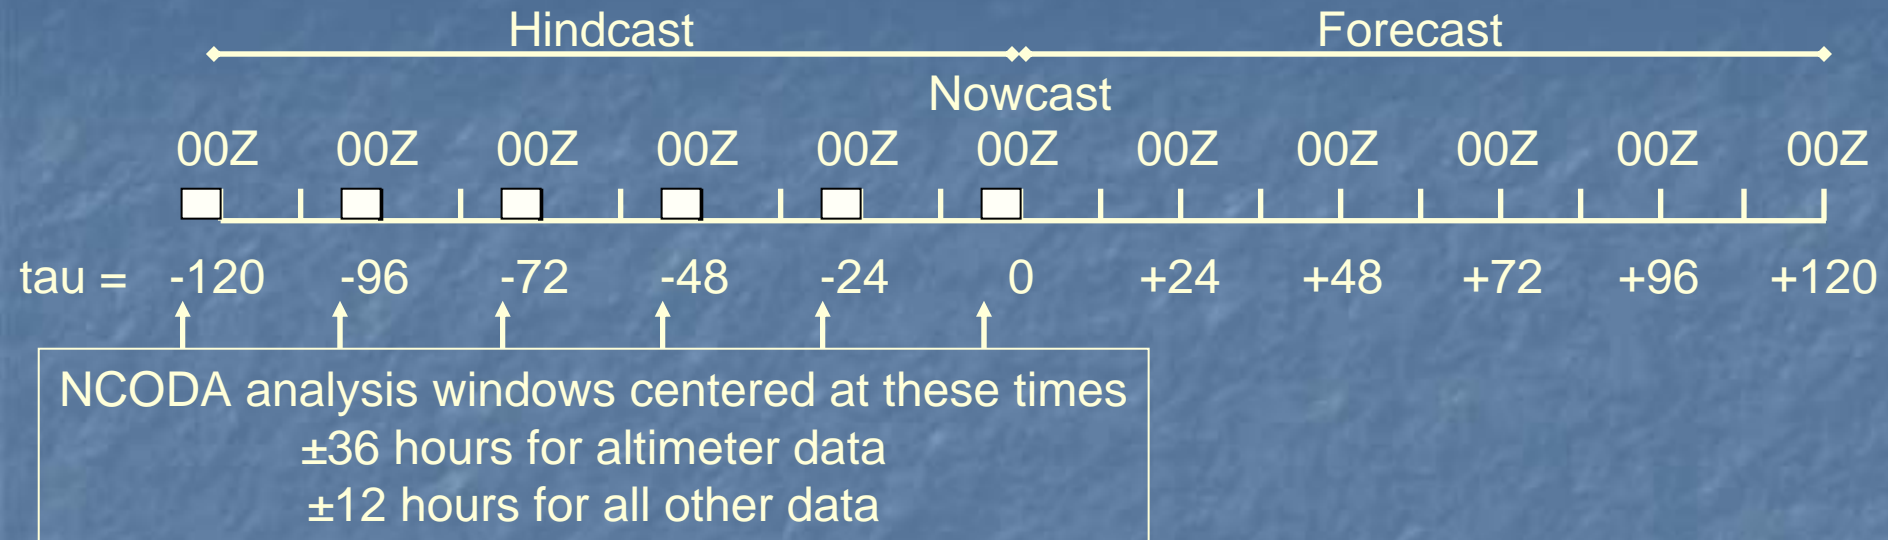 Hindcast Forecast
Nowcast
00Z 00Z 00Z 00Z 00Z 00Z 00Z 00Z 00Z 00Z 00Z
tau = -120 -96 -72 -48 -24 0 +24 +48 +72 +96 +120
NCODA analysis windows centered at these times
±36 hours for altimeter data
±12 hours for all other data